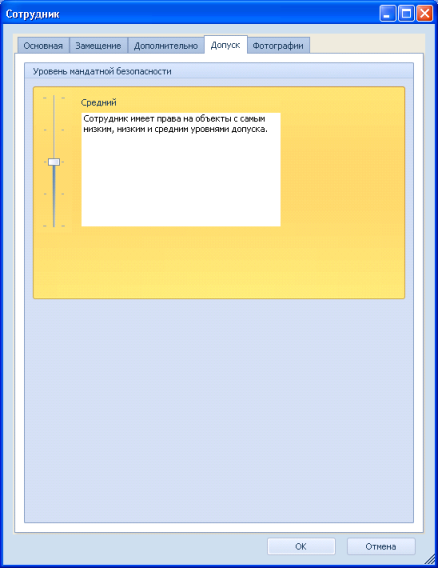 Сотрудник
Основная Замещение Дополнительно Допуск Фотографии
Уровень мандатной безопасности
Средний
Сотрудник имеет права на объекты с самым
низким, низким и средним уровнями допуска.
OK Отмена